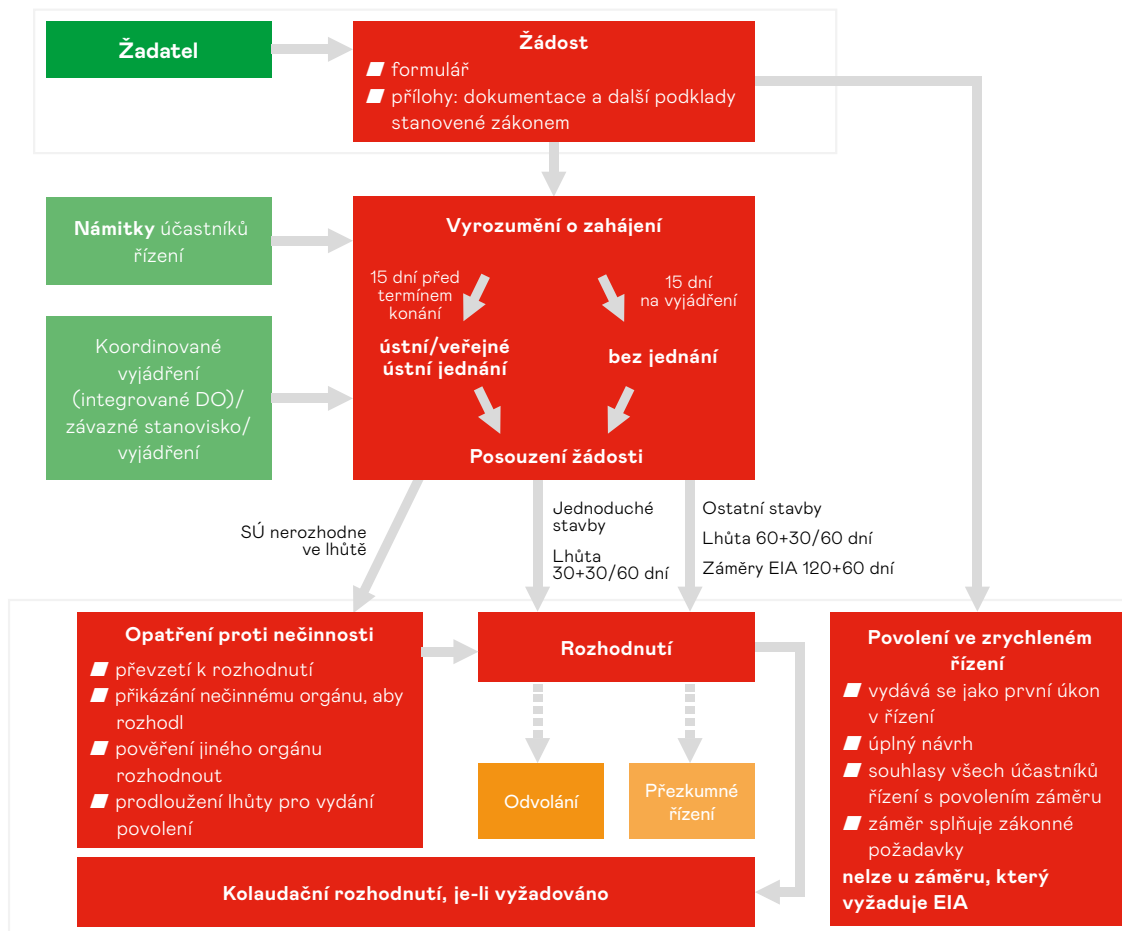 Žadatel
Žádost
formulář
přílohy: dokumentace a další podklady
stanovené zákonem
Námitky účastníků
řízení
Vyrozumění o zahájení
15 dní před
termínem
konání
15 dní
na vyjádření
ústní/veřejné
ústní jednání
bez jednání
Posouzení žádosti
Koordinované
vyjádření
(integrované DO)/
závazné stanovisko/
vyjádření
SÚ nerozhodne
ve lhůtě
Jednoduché
stavby
Lhůta
30+30/60 dní
Ostatní stavby
Lhůta 60+30/60 dní
Záměry EIA 120+60 dní
Opatření proti nečinnosti
převzetí k rozhodnutí
přikázání nečinnému orgánu, aby
rozhodl
pověření jiného orgánu
rozhodnout
prodloužení lhůty pro vydání
povolení
Rozhodnutí
Odvolání
Přezkumné
řízení
Povolení ve zrychleném
řízení
vydává se jako první úkon
v řízení
úplný návrh
souhlasy všech účastníků
řízení s povolením záměru
záměr splňuje zákonné
požadavky
nelze u záměru, který
vyžaduje EIA
Kolaudační rozhodnutí, je-li vyžadováno